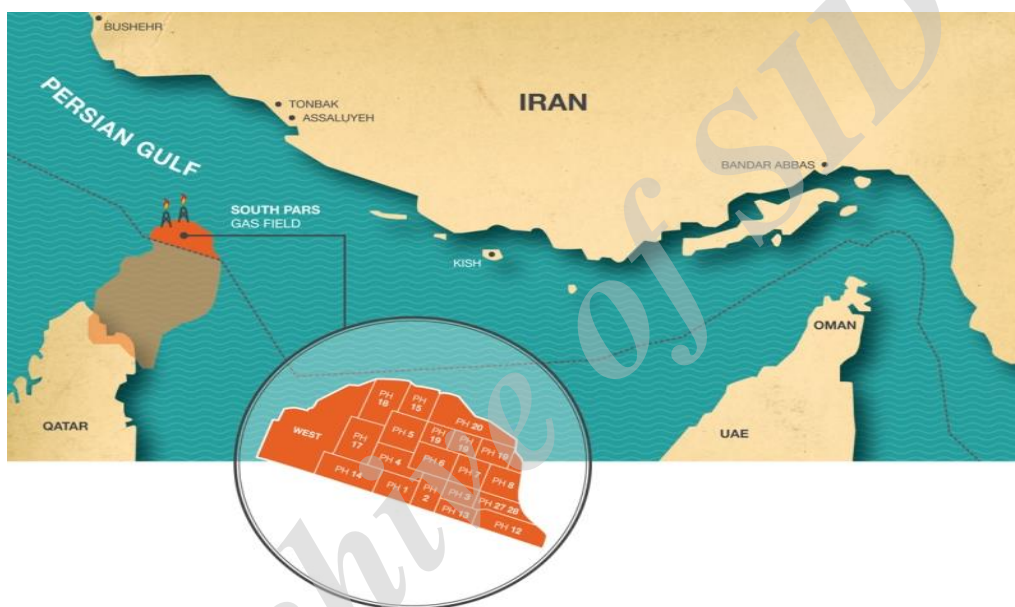 BUSHEHR
PERSIAN GULF
TONBAK
ASSALUYEH
IRAN
BANDAR ABBAS
SOUTH PARS
GAS FIELD
KISH
OMAN
QATAR
UAE
WEST
PH
16
PH
15
PH 20
PH
17
PH 5
PH
19
PH
PH
PH 4
PH 6
PH 7
PH 8
PH 14
PH 1
PH
2
PH 3
PH 27 28
PH 13
PH 12
Archive of SID